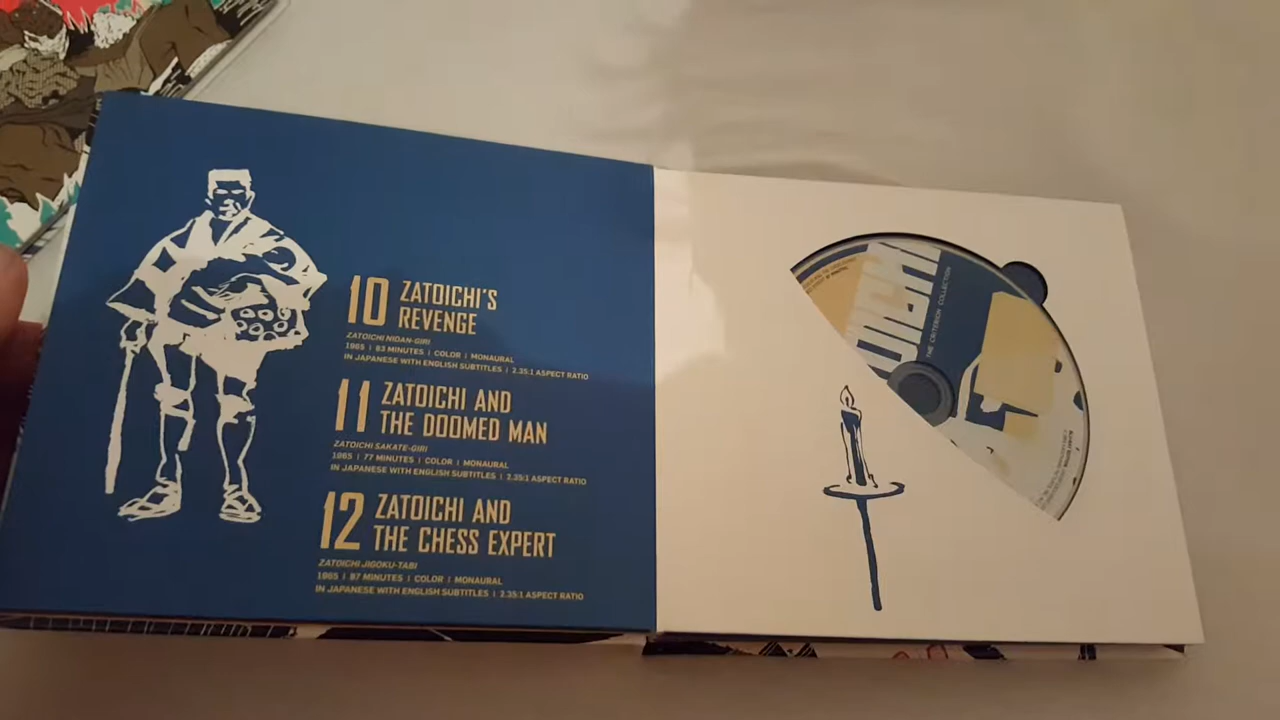 10 ZATOICHI'S
REVENGE
ZATOICHI NIDAN-GIRI
1965 | 83 MINUTES | COLOR | MONAURAL
IN JAPANESE WITH ENGLISH SUBTITLES | 2.35:1 ASPECT RATIO
11 ZATOICHI AND
THE DOOMED MAN
ZATOICHI SAKATE-GIRI
1965 | 77 MINUTES | COLOR | MONAURAL
IN JAPANESE WITH ENGLISH SUBTITLES | 2.35:1 ASPECT RATIO
12 ZATOICHI AND
THE CHESS EXPERT
ZATOICHI JIGOKU-TABI
1965 | 87 MINUTES | COLOR | MONAURAL
IN JAPANESE WITH ENGLISH SUBTITLES | 2.35:1 ASPECT RATIO
THE CRITERION COLLECTION